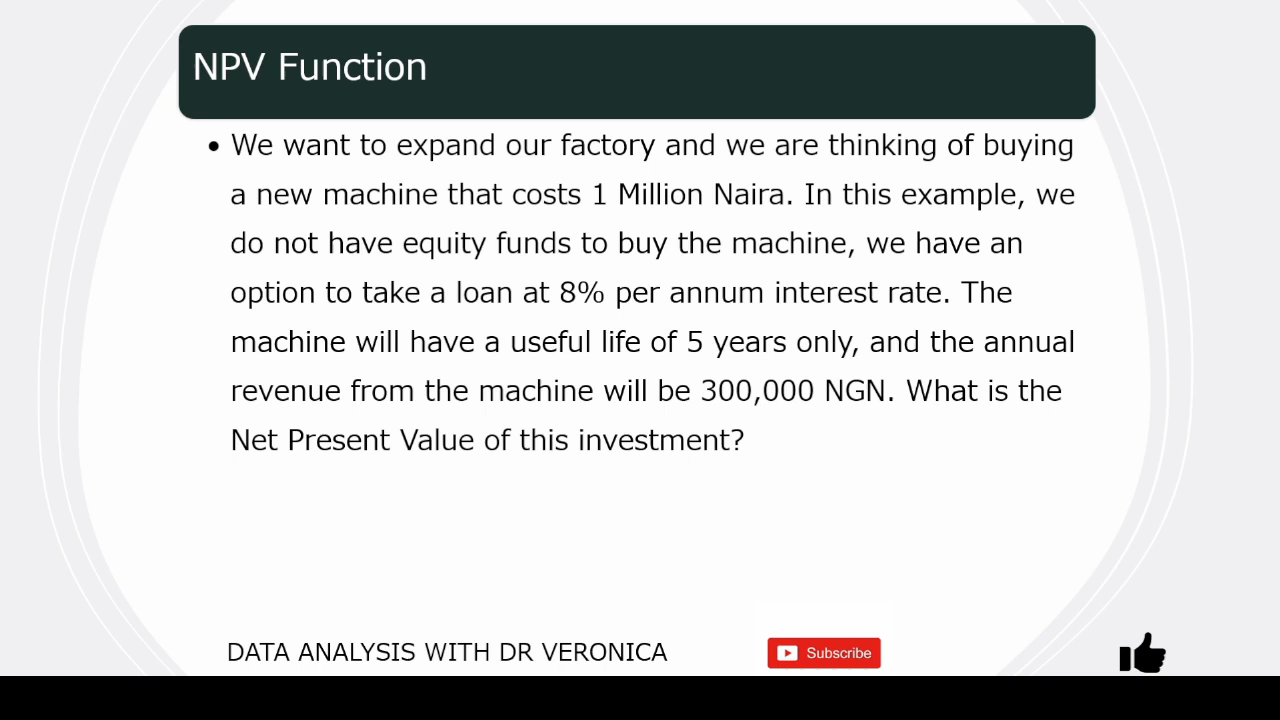 NPV Function
• We want to expand our factory and we are thinking of buying
a new machine that costs 1 Million Naira. In this example, we
do not have equity funds to buy the machine, we have an
option to take a loan at 8% per annum interest rate. The
machine will have a useful life of 5 years only, and the annual
revenue from the machine will be 300,000 NGN. What is the
Net Present Value of this investment?
DATA ANALYSIS WITH DR VERONICA
Subscribe